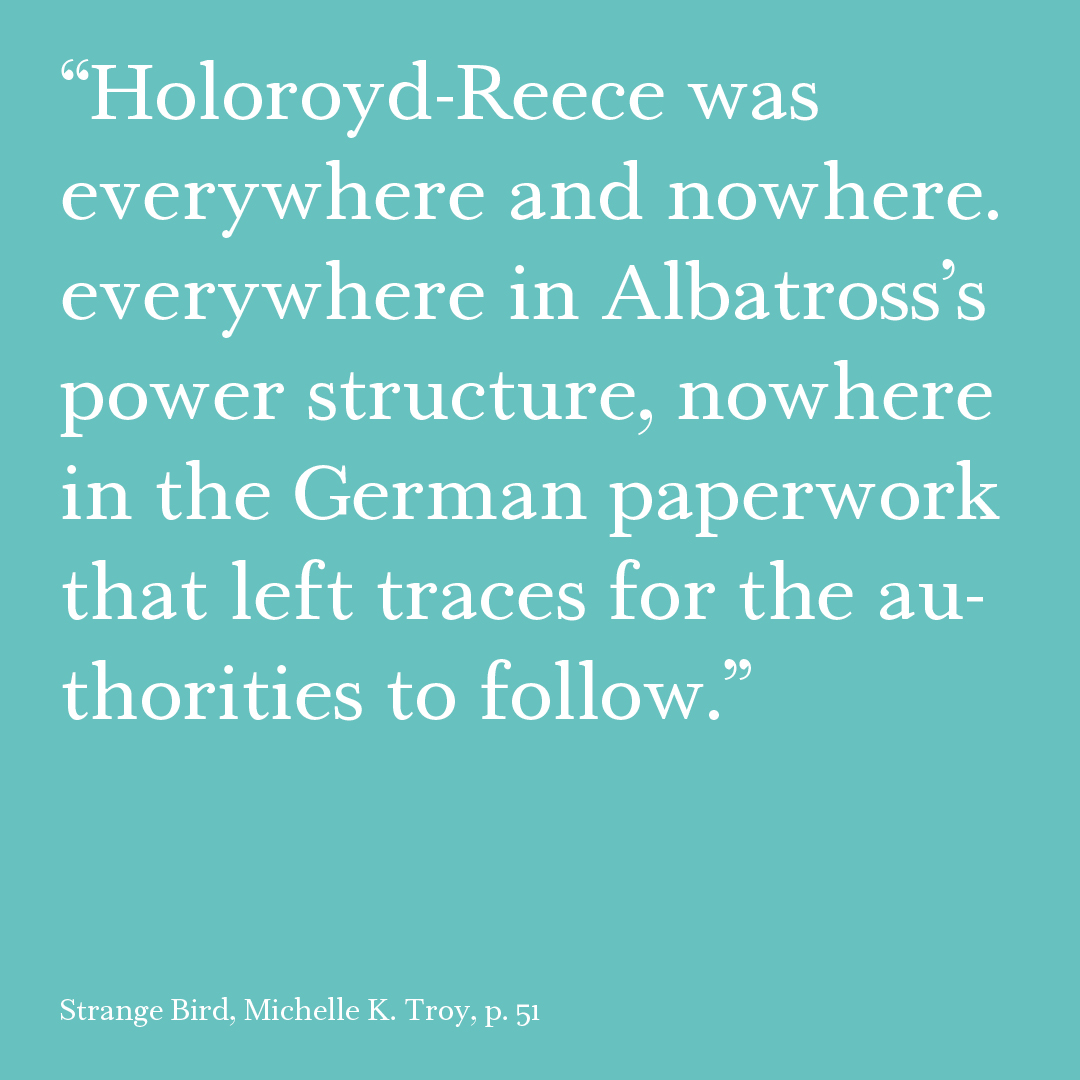 “Holoroyd-Reece was
everywhere and nowhere.
everywhere in Albatross’s
power structure, nowhere
in the German paperwork
that left traces for the au-
thorities to follow.”
Strange Bird, Michelle K. Troy, p. 51